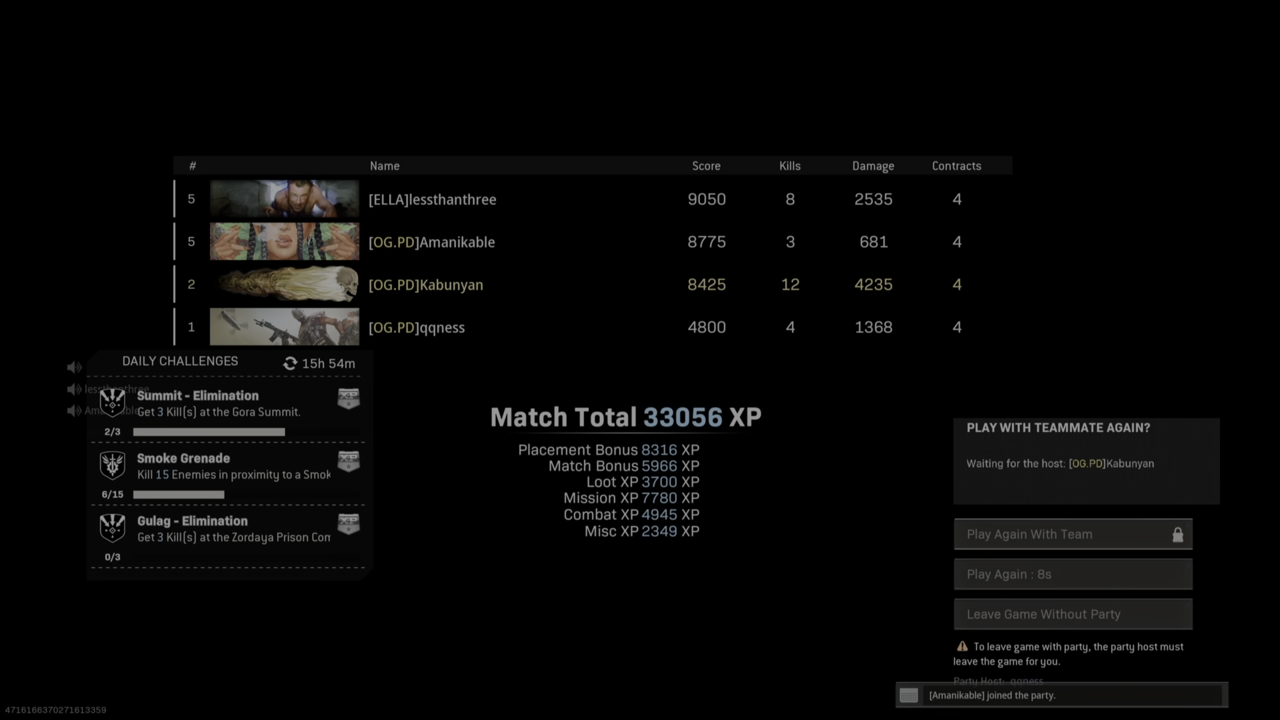 # Name Score Kills Damage Contracts
5 [ELLA]lessthanthree 9050 8 2535 4
5 [OG.PD]Amanikable 8775 3 681 4
2 [OG.PD]Kabunyan 8425 12 4235 4
1 [OG.PD]qqness 4800 4 1368 4
DAILY CHALLENGES 15h 54m
lessthanthree
Summit - Elimination
Get 3 Kill(s) at the Gora Summit.
2/3
Smoke Grenade
Kill 15 Enemies in proximity to a Smok
6/15
Gulag - Elimination
Get 3 Kill(s) at the Zordaya Prison Com
0/3
Match Total 33056 XP
Placement Bonus 8316 XP
Match Bonus 5966 XP
Loot XP 3700 XP
Mission XP 7780 XP
Combat XP 4945 XP
Misc XP 2349 XP
PLAY WITH TEAMMATE AGAIN?
Waiting for the host: [OG.PD]Kabunyan
Play Again With Team
Play Again : 8s
Leave Game Without Party
To leave game with party, the party host must
leave the game for you.
Party Host: qqness
[Amanikable] joined the party.
4716166370271613359